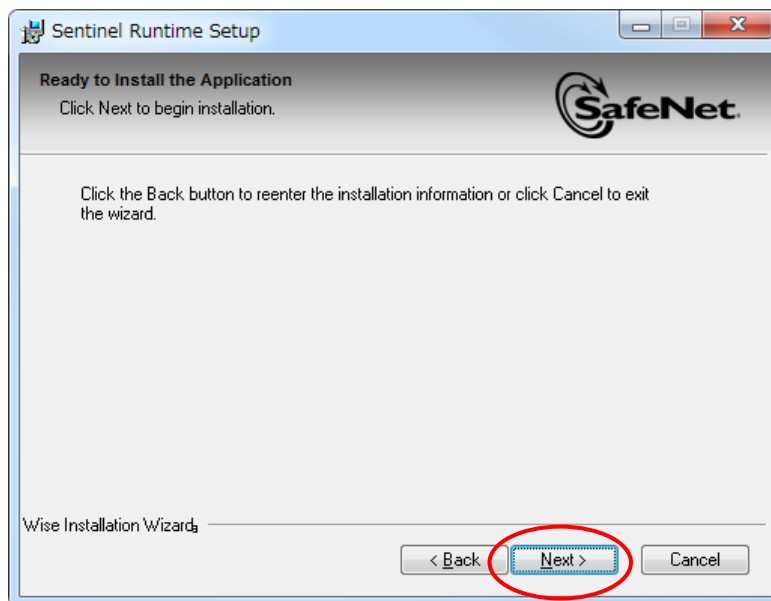 Sentinel Runtime Setup
Ready to Install the Application
Click Next to begin installation.
SafeNet.
Click the Back button to reenter the installation information or click Cancel to exit
the wizard.
Wise Installation Wizard
< Back Next > Cancel